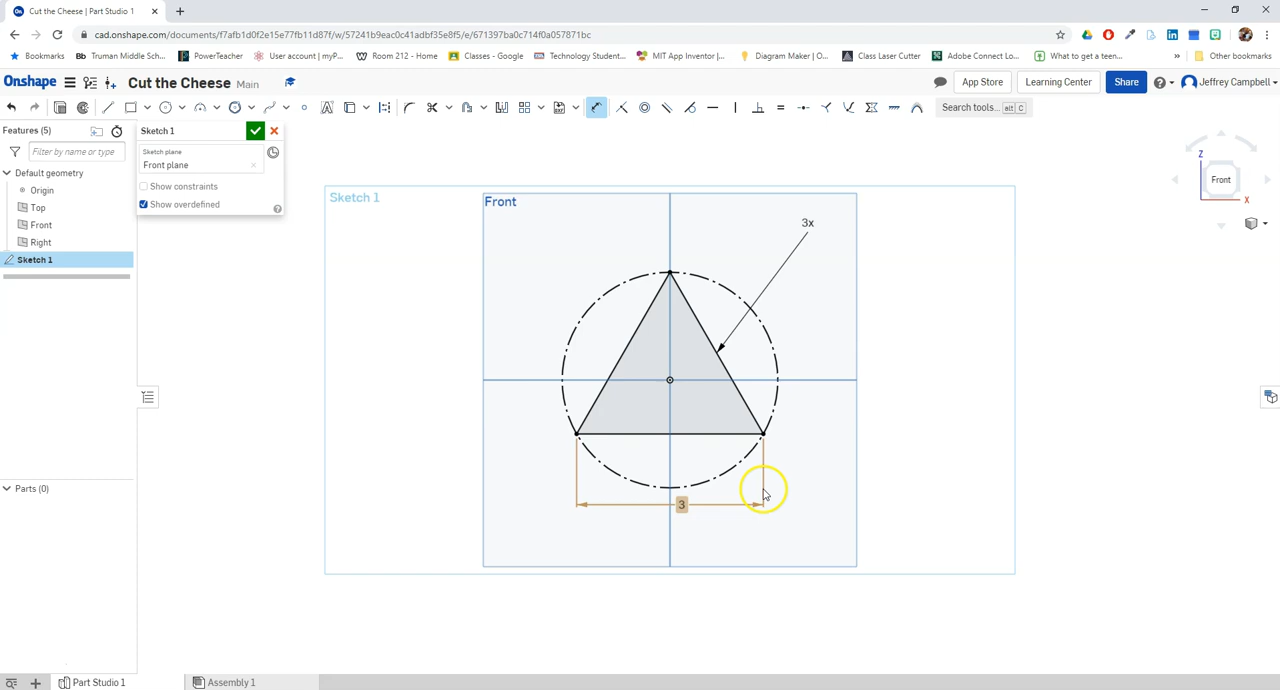 Cut the Cheese | Part Studio 1
cad.onshape.com/documents/f7afb1d0f2e15e77fb11d87f/w/57241b9eac0c41adbf35e8f5/e/671397ba0c714f0a057871bc
Bookmarks Truman Middle Sch... PowerTeacher User account | myP... Room 212 - Home Classes - Google Technology Student... MIT App Inventor | Diagram Maker | O... Class Laser Cutter Adobe Connect Lo... What to get a teen... » Other bookmarks
Onshape Cut the Cheese Main App Store Learning Center Share Jeffrey Campbell
Search tools... alt C
Features (5) Sketch 1
Filter by name or type
Sketch plane
Front plane
Default geometry
Show constraints
Origin
Show overdefined
Top
Front
Right
Sketch 1
Sketch 1
Front
3x
3
Z
Front
X
Parts (0)
Part Studio 1 Assembly 1